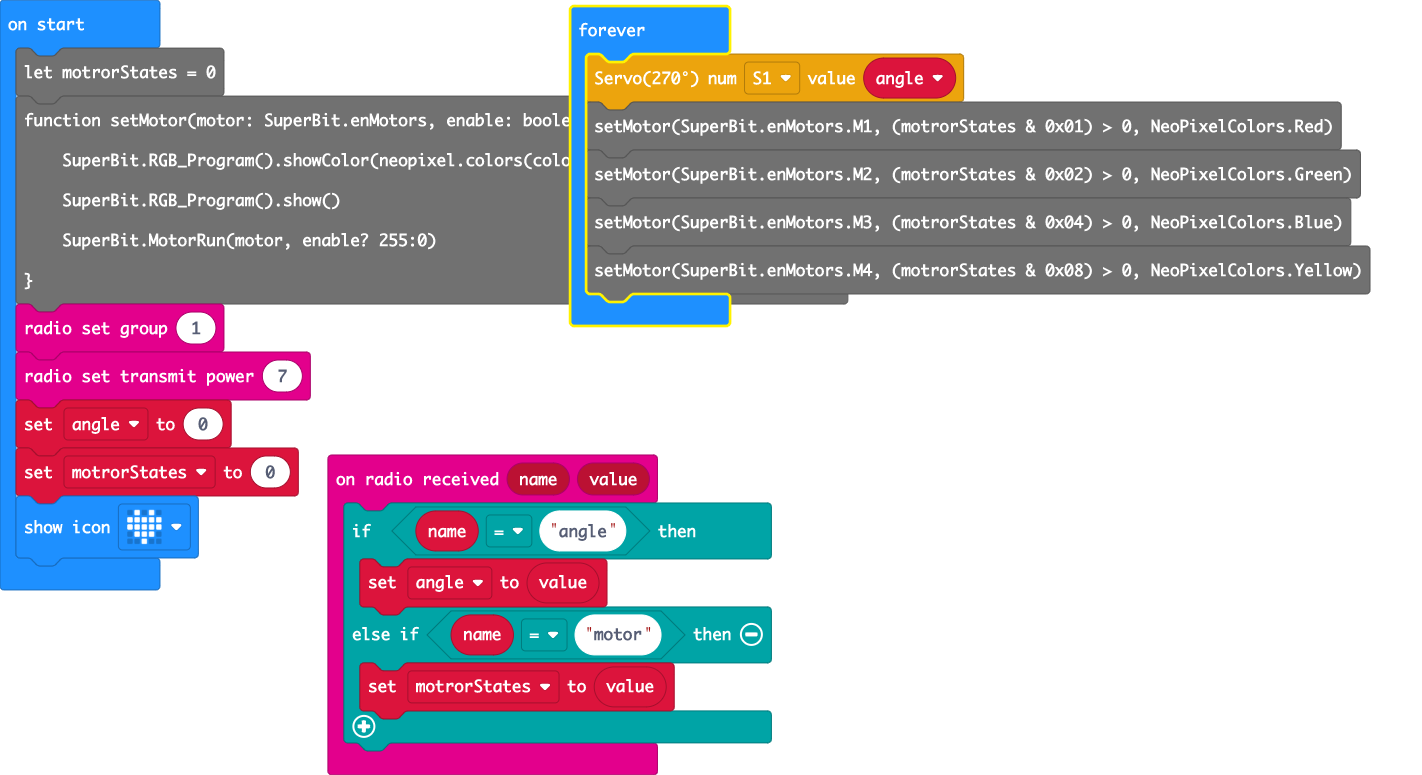 on start
let motrorStates = 0
function setMotor(motor: SuperBit.enMotors, enable: boole
SuperBit.RGB_Program().showColor(neopixel.colors(colo
SuperBit.RGB_Program().show()
SuperBit.MotorRun(motor, enable? 255:0)
}
radio set group 1
radio set transmit power 7
set angle to 0
set motrorStates to 0
show icon
forever
Servo(270°) num S1 value angle
setMotor(SuperBit.enMotors.M1, (motrorStates & 0x01) > 0, NeoPixelColors.Red)
setMotor(SuperBit.enMotors.M2, (motrorStates & 0x02) > 0, NeoPixelColors.Green)
setMotor(SuperBit.enMotors.M3, (motrorStates & 0x04) > 0, NeoPixelColors.Blue)
setMotor(SuperBit.enMotors.M4, (motrorStates & 0x08) > 0, NeoPixelColors.Yellow)
on radio received name value
if name = "angle" then
set angle to value
else if name = "motor" then
set motrorStates to value